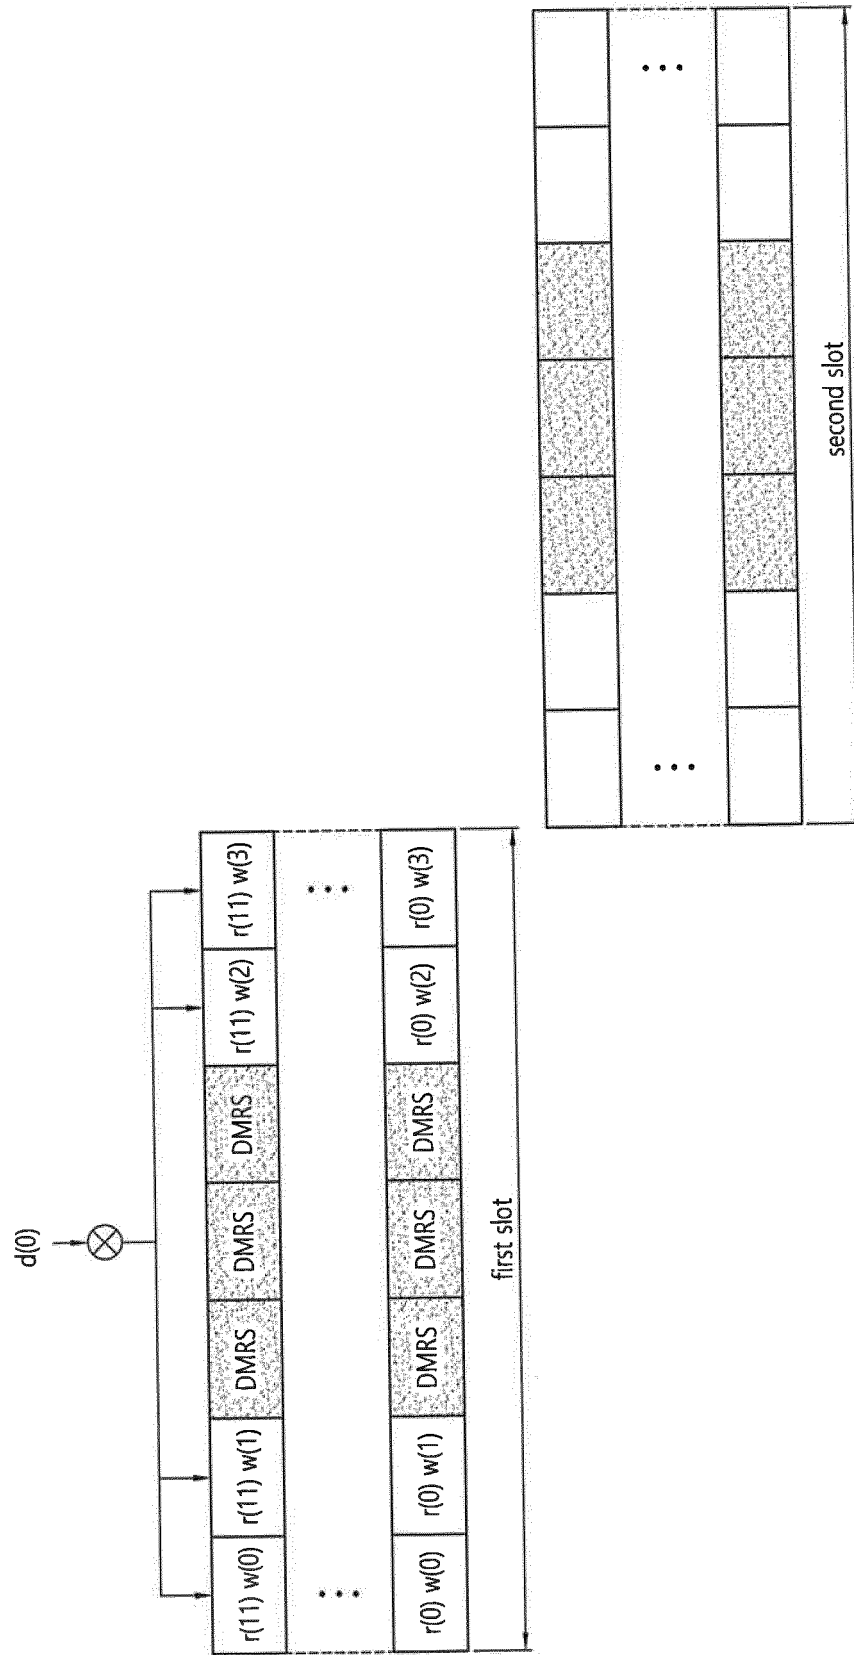 d(0)
r(11) w(0) r(11) w(1) DMRS DMRS DMRS r(11) w(2) r(11) w(3)
r(0) w(0) r(0) w(1) DMRS DMRS DMRS r(0) w(2) r(0) w(3)
first slot
second slot